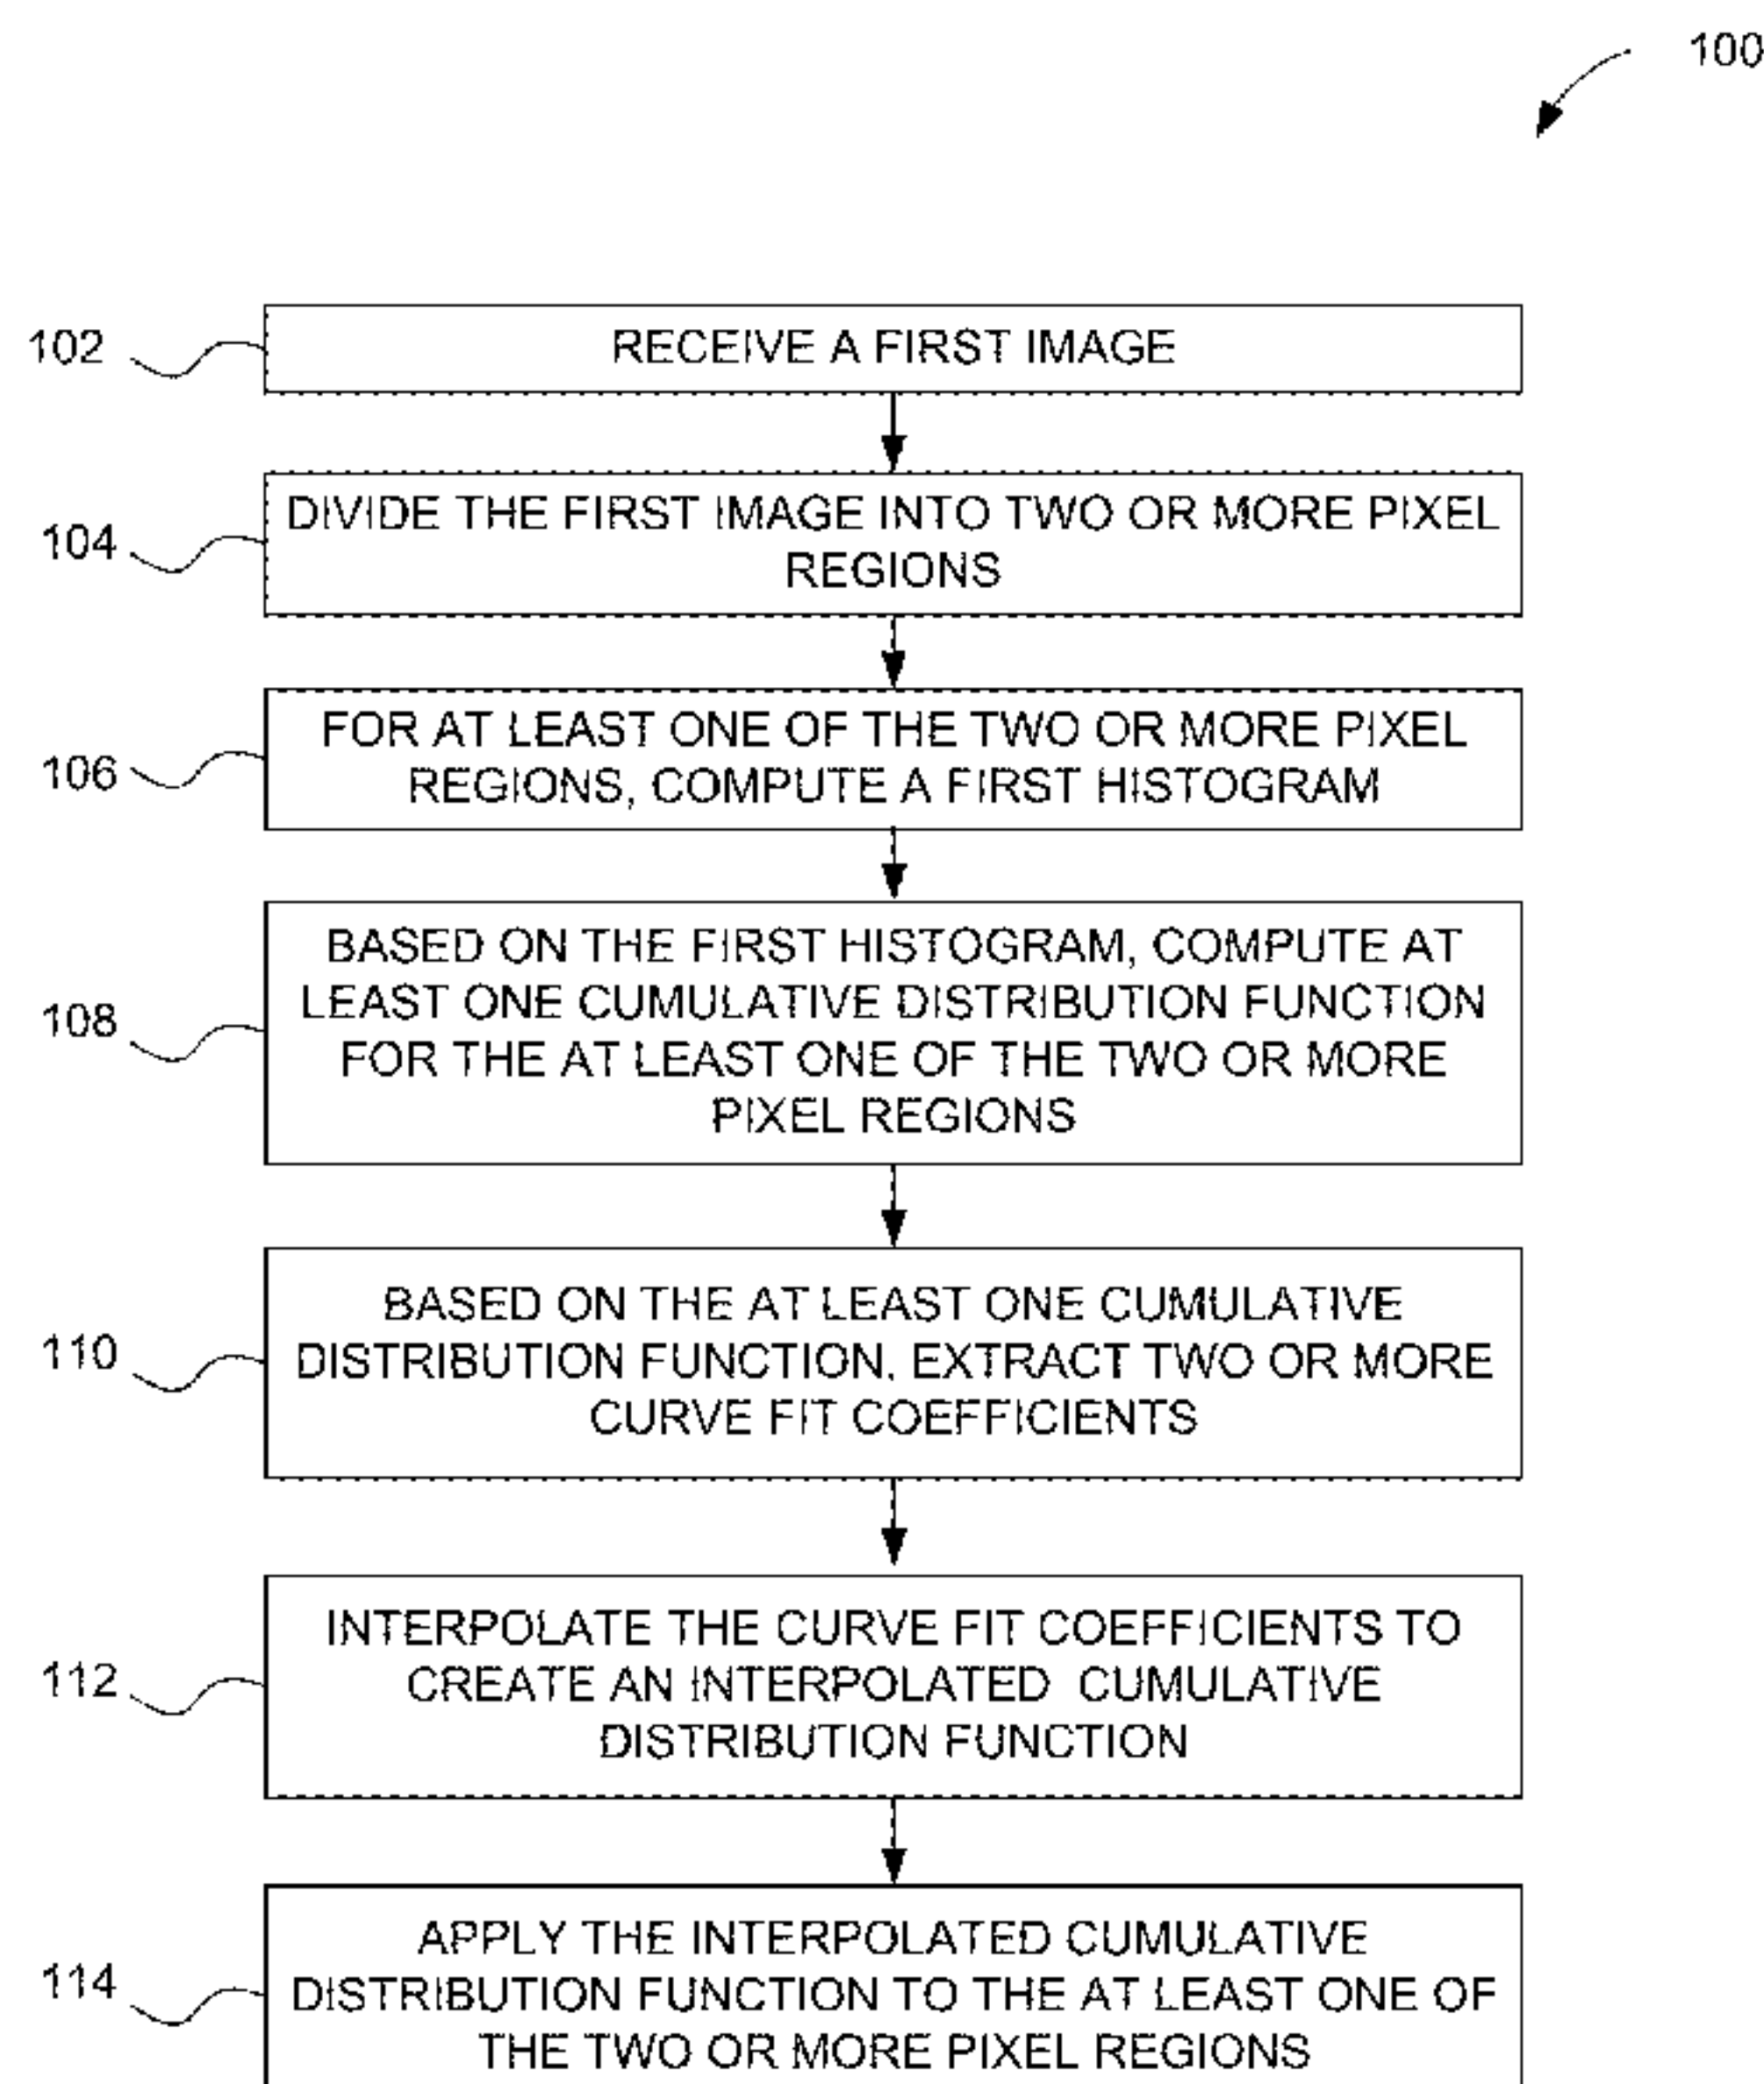 100
102
RECEIVE A FIRST IMAGE
104
DIVIDE THE FIRST IMAGE INTO TWO OR MORE PIXEL
REGIONS
106
FOR AT LEAST ONE OF THE TWO OR MORE PIXEL
REGIONS, COMPUTE A FIRST HISTOGRAM
108
BASED ON THE FIRST HISTOGRAM, COMPUTE AT
LEAST ONE CUMULATIVE DISTRIBUTION FUNCTION
FOR THE AT LEAST ONE OF THE TWO OR MORE
PIXEL REGIONS
110
BASED ON THE AT LEAST ONE CUMULATIVE
DISTRIBUTION FUNCTION, EXTRACT TWO OR MORE
CURVE FIT COEFFICIENTS
112
INTERPOLATE THE CURVE FIT COEFFICIENTS TO
CREATE AN INTERPOLATED CUMULATIVE
DISTRIBUTION FUNCTION
114
APPLY THE INTERPOLATED CUMULATIVE
DISTRIBUTION FUNCTION TO THE AT LEAST ONE OF
THE TWO OR MORE PIXEL REGIONS